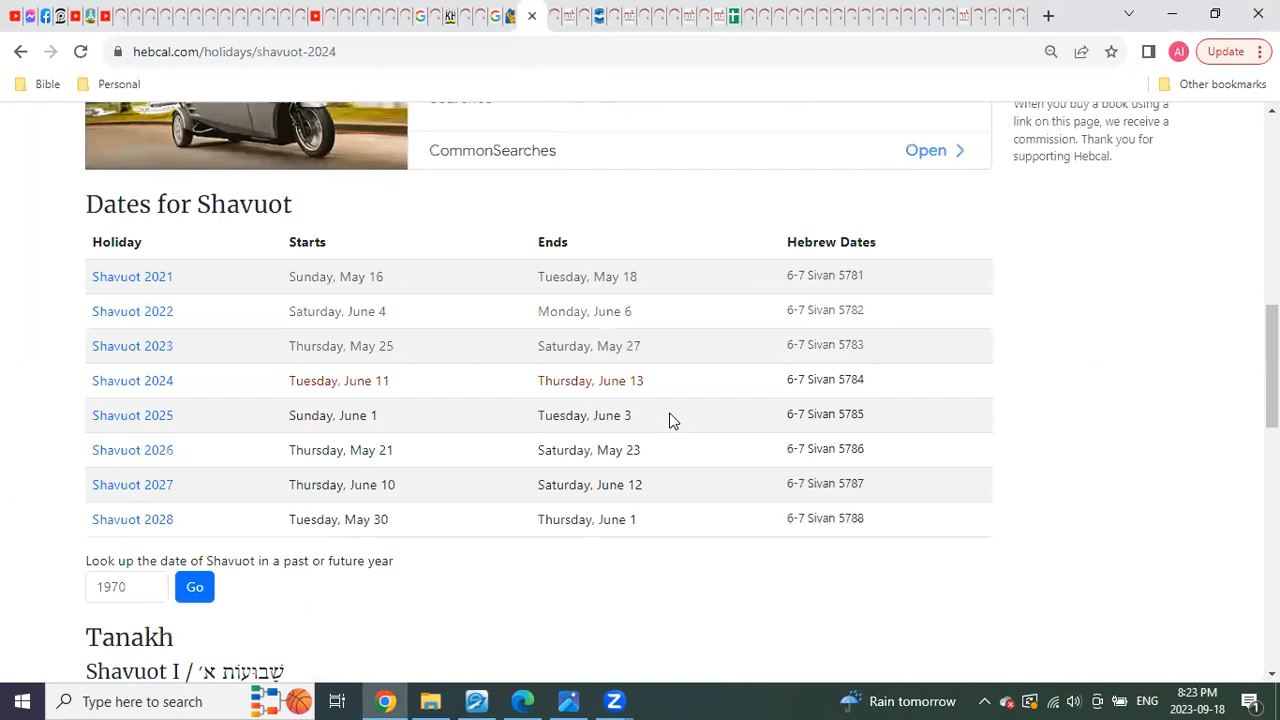 hebcal.com/holidays/shavuot-2024
Update
Bible
Personal
Other bookmarks
When you buy a book using a
link on this page, we receive a
commission. Thank you for
supporting Hebcal.
CommonSearches
Open
Dates for Shavuot
Holiday Starts Ends Hebrew Dates
Shavuot 2021 Sunday, May 16 Tuesday, May 18 6-7 Sivan 5781
Shavuot 2022 Saturday, June 4 Monday, June 6 6-7 Sivan 5782
Shavuot 2023 Thursday, May 25 Saturday, May 27 6-7 Sivan 5783
Shavuot 2024 Tuesday, June 11 Thursday, June 13 6-7 Sivan 5784
Shavuot 2025 Sunday, June 1 Tuesday, June 3 6-7 Sivan 5785
Shavuot 2026 Thursday, May 21 Saturday, May 23 6-7 Sivan 5786
Shavuot 2027 Thursday, June 10 Saturday, June 12 6-7 Sivan 5787
Shavuot 2028 Tuesday, May 30 Thursday, June 1 6-7 Sivan 5788
Look up the date of Shavuot in a past or future year
1970 Go
Tanakh
Shavuot I / שָׁבוּעוֹת א׳
Type here to search
Rain tomorrow
ENG
8:23 PM
2023-09-18
AI